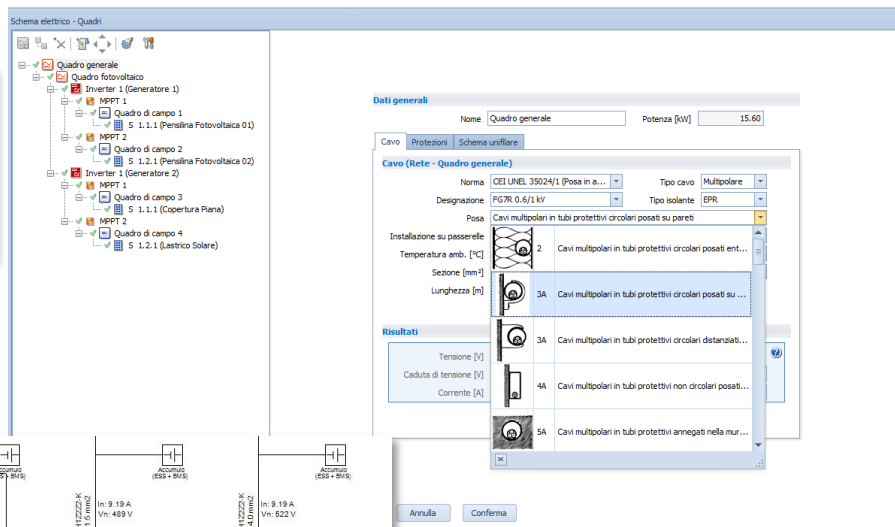 Schema elettrico - Quadri
Quadro generale
Quadro fotovoltaico
Inverter 1 (Generatore 1)
MPPT 1
Quadro di campo 1
S 1.1.1 (Pensilina Fotovoltaica 01)
MPPT 2
Quadro di campo 2
S 1.2.1 (Pensilina Fotovoltaica 02)
Inverter 1 (Generatore 2)
MPPT 1
Quadro di campo 3
S 1.1.1 (Copertura Piana)
MPPT 2
Quadro di campo 4
S 1.2.1 (Lastrico Solare)
Dati generali
Nome Quadro generale Potenza [kW] 15.60
Cavo Protezioni Schema unifilare
Cavo (Rete - Quadro generale)
Norma CEI UNEL 35024/1 (Posa in a... Tipo cavo Multipolare
Designazione FG7R 0.6/1 kV Tipo isolante EPR
Posa Cavi multipolari in tubi protettivi circolari posati su pareti
Installazione su passerelle
Temperatura amb. [°C]
Sezione [mm²]
Lunghezza [m]
2 Cavi multipolari in tubi protettivi circolari posati ent...
3A Cavi multipolari in tubi protettivi circolari posati su ...
3A Cavi multipolari in tubi protettivi circolari distanziati...
4A Cavi multipolari in tubi protettivi non circolari posati...
5A Cavi multipolari in tubi protettivi annegati nella mur...
Risultati
Tensione [V]
Caduta di tensione [V]
Corrente [A]
Annulla Conferma
Accumulo
(ESS + BMS)
Accumulo
(ESS + BMS)
In: 9.19 A
Vn: 489 V
1.5 mm2
In: 9.19 A
Vn: 522 V
4.0 mm2